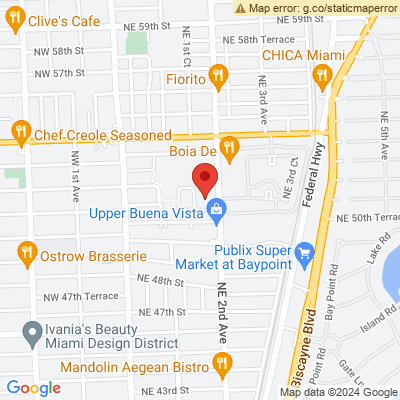 Map error: g.co/staticmaperror
Clive's Cafe
NE 59th St
NE 58th Terrace
NW 58th St
NE 1st Ct
CHICA Miami
NW 57th St
Fiorito
NE 3rd Ave
NE 5th Ave
Chef Creole Seasoned
Boia De
NW 1st Ave
NE 3rd Ct
Federal Hwy
Upper Buena Vista
NE 50th Terrace
Ostrow Brasserie
Publix Super
Market at Baypoint
Lake Rd
NE 48th St
Bay Point Rd
NW 47th Terrace
NE 2nd Ave
Biscayne Blvd
Island Rd
NE 47th St
Ivania's Beauty
Miami Design District
Point Rd
Mandolin Aegean Bistro
Gate Ln
Google
NE 43rd St
Map data ©2024 Google